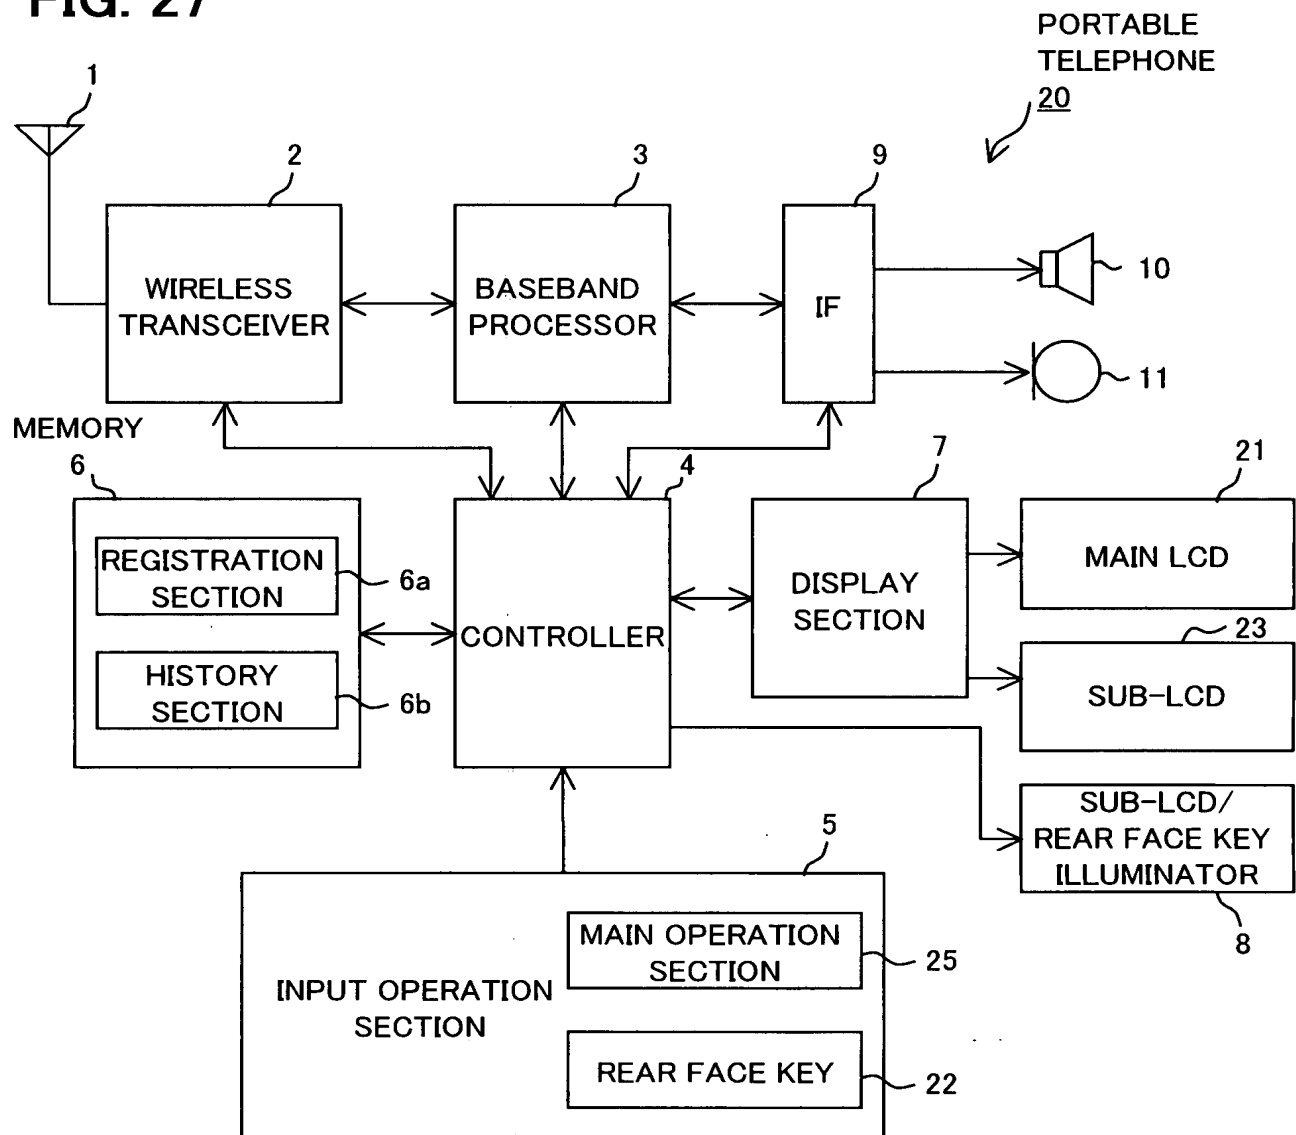 FIG. 27
PORTABLE
TELEPHONE
20
1
2
3
9
WIRELESS
TRANSCEIVER
BASEBAND
PROCESSOR
IF
10
11
MEMORY
6
4
7
21
REGISTRATION
SECTION
6a
HISTORY
SECTION
6b
CONTROLLER
DISPLAY
SECTION
MAIN LCD
23
SUB-LCD
SUB-LCD/
REAR FACE KEY
ILLUMINATOR
8
5
INPUT OPERATION
SECTION
MAIN OPERATION
SECTION
25
REAR FACE KEY
22